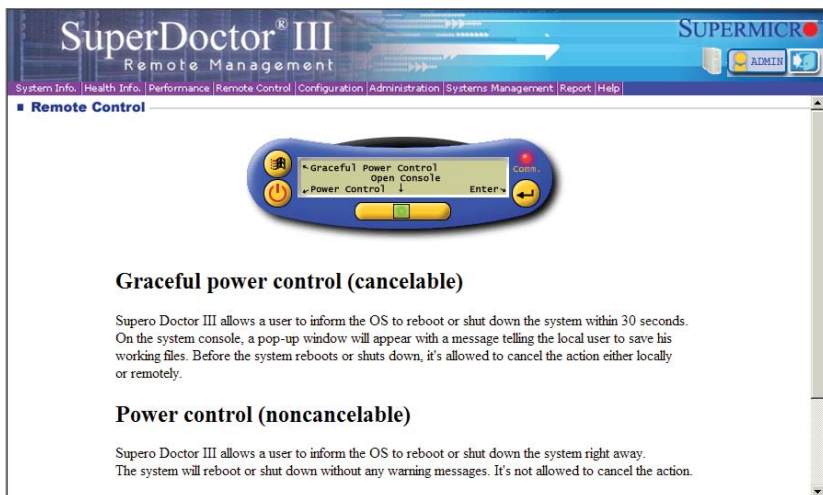 SuperDoctor® III
Remote Management
SUPERMICRO
ADMIN
System Info. Health Info. Performance Remote Control Configuration Administration Systems Management Report Help
Remote Control
Graceful Power Control
Open Console
Power Control ↓ Enter
Comm.
Graceful power control (cancelable)
Supero Doctor III allows a user to inform the OS to reboot or shut down the system within 30 seconds.
On the system console, a pop-up window will appear with a message telling the local user to save his
working files. Before the system reboots or shuts down, it's allowed to cancel the action either locally
or remotely.
Power control (noncancelable)
Supero Doctor III allows a user to inform the OS to reboot or shut down the system right away.
The system will reboot or shut down without any warning messages. It's not allowed to cancel the action.